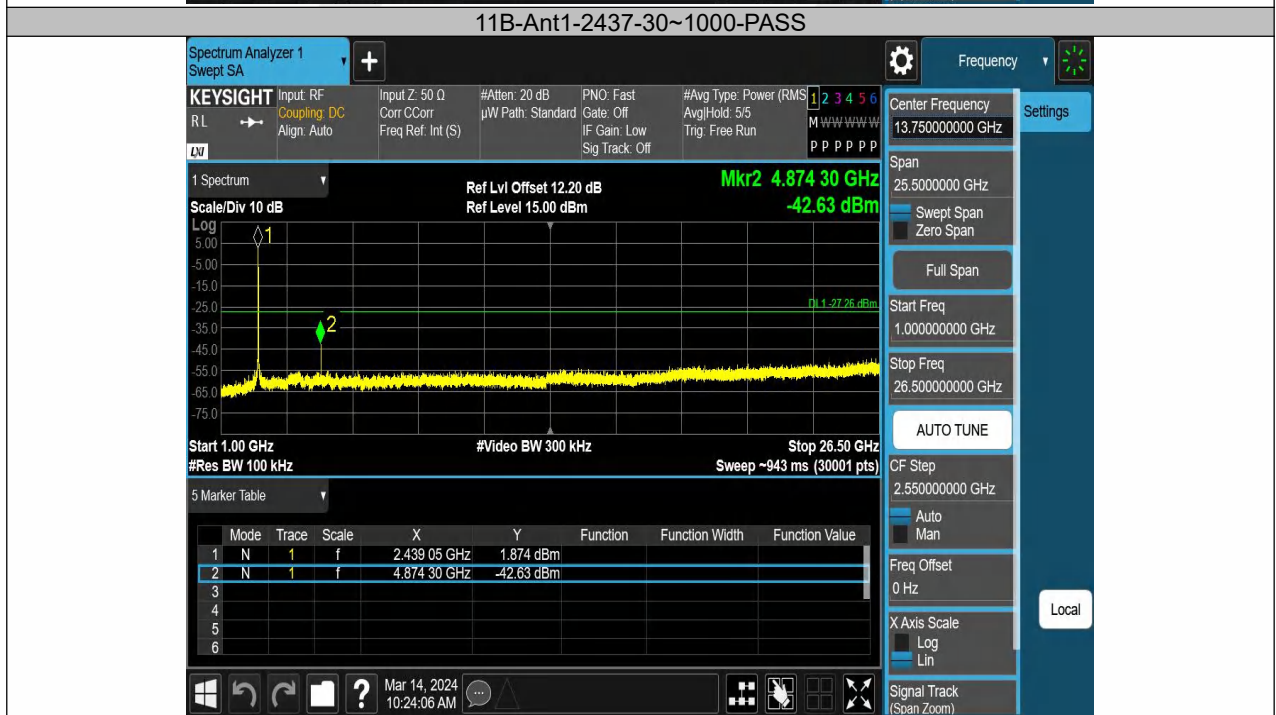 11B-Ant1-2437-30~1000-PASS
Spectrum Analyzer 1
Swept SA
+
Frequency
KEYSIGHT
RL
LXI
Input: RF
Coupling: DC
Align: Auto
Input Z: 50 Ω
Corr CCorr
Freq Ref: Int (S)
#Atten: 20 dB
µW Path: Standard
PNO: Fast
Gate: Off
IF Gain: Low
Sig Track: Off
#Avg Type: Power (RMS
Avg|Hold: 5/5
Trig: Free Run
1 2 3 4 5 6
M W W W W W
P P P P P P
1 Spectrum
Scale/Div 10 dB
Ref Lvl Offset 12.20 dB
Ref Level 15.00 dBm
Mkr2 4.874 30 GHz
-42.63 dBm
Log
5.00
-5.00
-15.0
-25.0
-35.0
-45.0
-55.0
-65.0
-75.0
1
2
DL1 -27.26 dBm
Start 1.00 GHz
#Res BW 100 kHz
#Video BW 300 kHz
Stop 26.50 GHz
Sweep ~943 ms (30001 pts)
5 Marker Table
Mode Trace Scale X Y Function Function Width Function Value
1 N 1 f 2.439 05 GHz 1.874 dBm
2 N 1 f 4.874 30 GHz -42.63 dBm
3
4
5
6
Center Frequency
13.750000000 GHz
Settings
Span
25.5000000 GHz
Swept Span
Zero Span
Full Span
Start Freq
1.000000000 GHz
Stop Freq
26.500000000 GHz
AUTO TUNE
CF Step
2.550000000 GHz
Auto
Man
Freq Offset
0 Hz
X Axis Scale
Log
Lin
Local
Signal Track
(Span Zoom)
?
Mar 14, 2024
10:24:06 AM